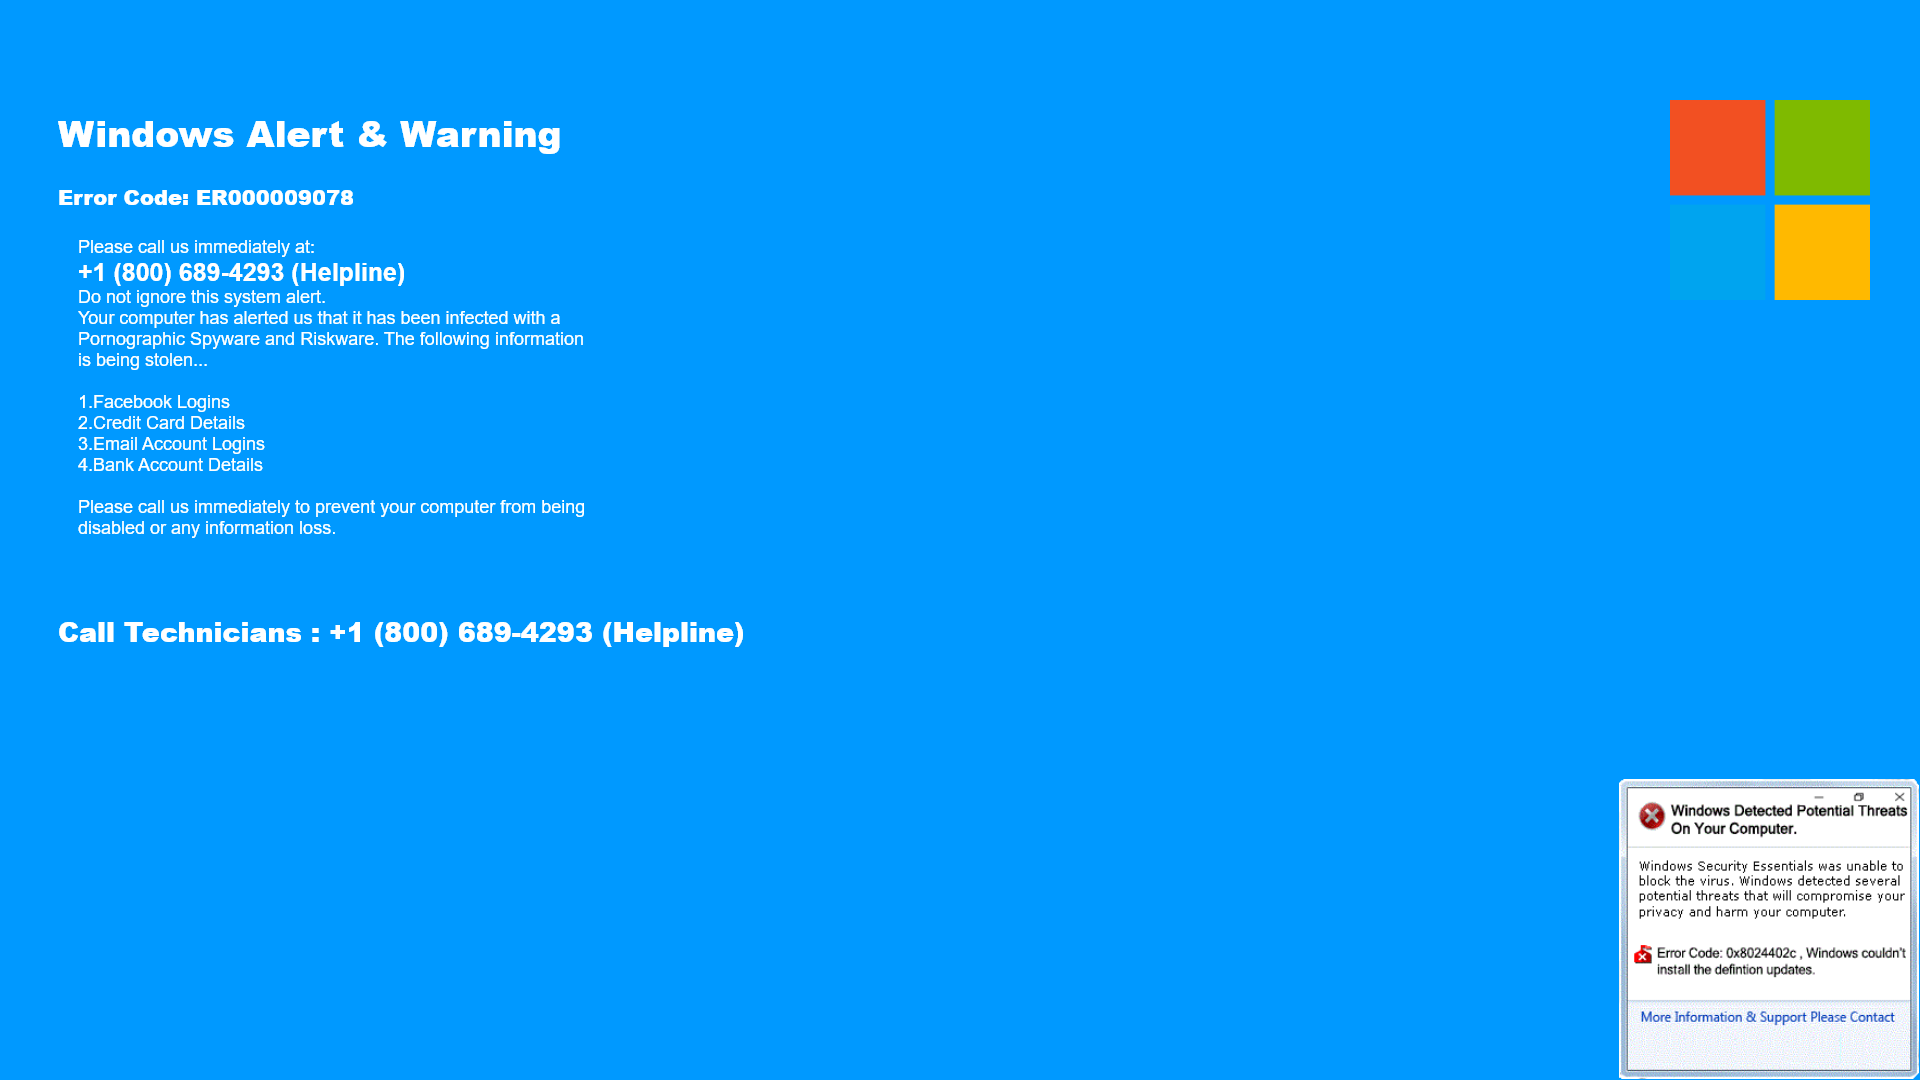 Windows Alert & Warning
Error Code: ER000009078
Please call us immediately at:
+1 (800) 689-4293 (Helpline)
Do not ignore this system alert.
Your computer has alerted us that it has been infected with a
Pornographic Spyware and Riskware. The following information
is being stolen...
1.Facebook Logins
2.Credit Card Details
3.Email Account Logins
4.Bank Account Details
Please call us immediately to prevent your computer from being
disabled or any information loss.
Call Technicians : +1 (800) 689-4293 (Helpline)
Windows Detected Potential Threats
On Your Computer.
Windows Security Essentials was unable to
block the virus. Windows detected several
potential threats that will compromise your
privacy and harm your computer.
Error Code: 0x8024402c , Windows couldn't
install the defintion updates.
More Information & Support Please Contact